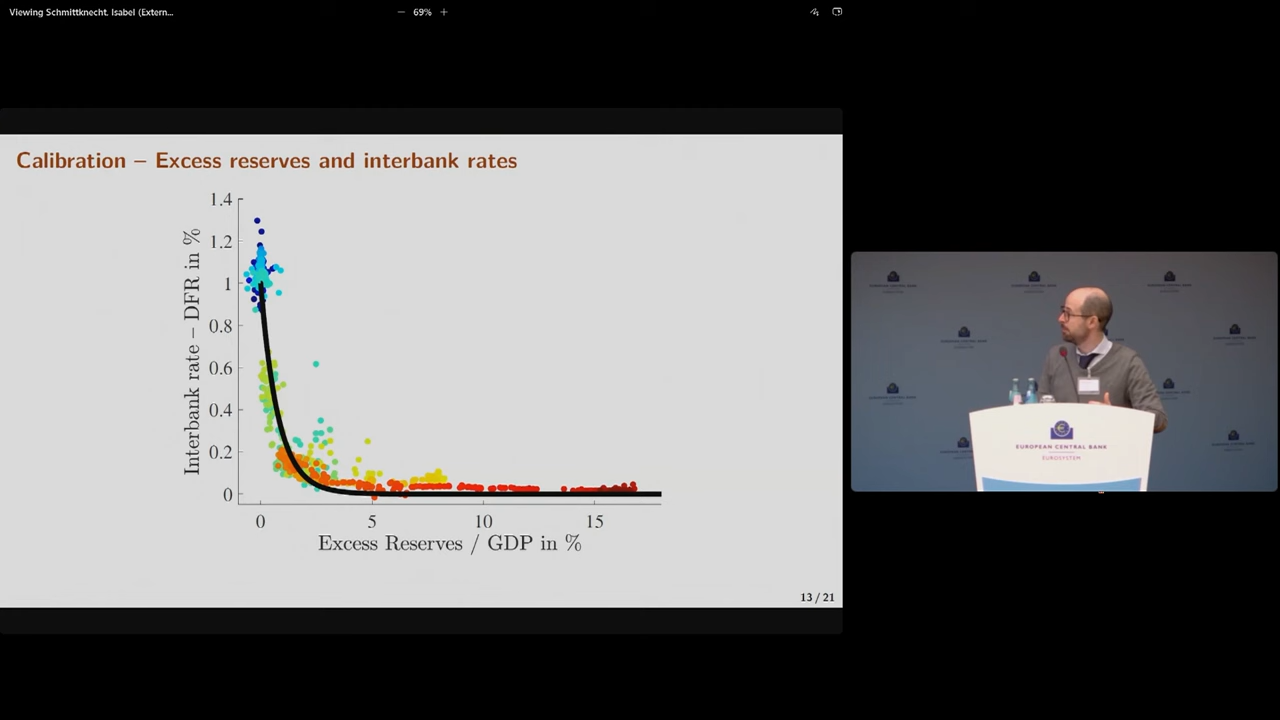 Viewing Schmittknecht, Isabel (Extern...
69%
Calibration – Excess reserves and interbank rates
1.4
1.2
1
0.8
0.6
0.4
0.2
0
Interbank rate – DFR in %
0
5
10
15
Excess Reserves / GDP in %
13 / 21
EUROPEAN CENTRAL BANK
EUROSYSTEM